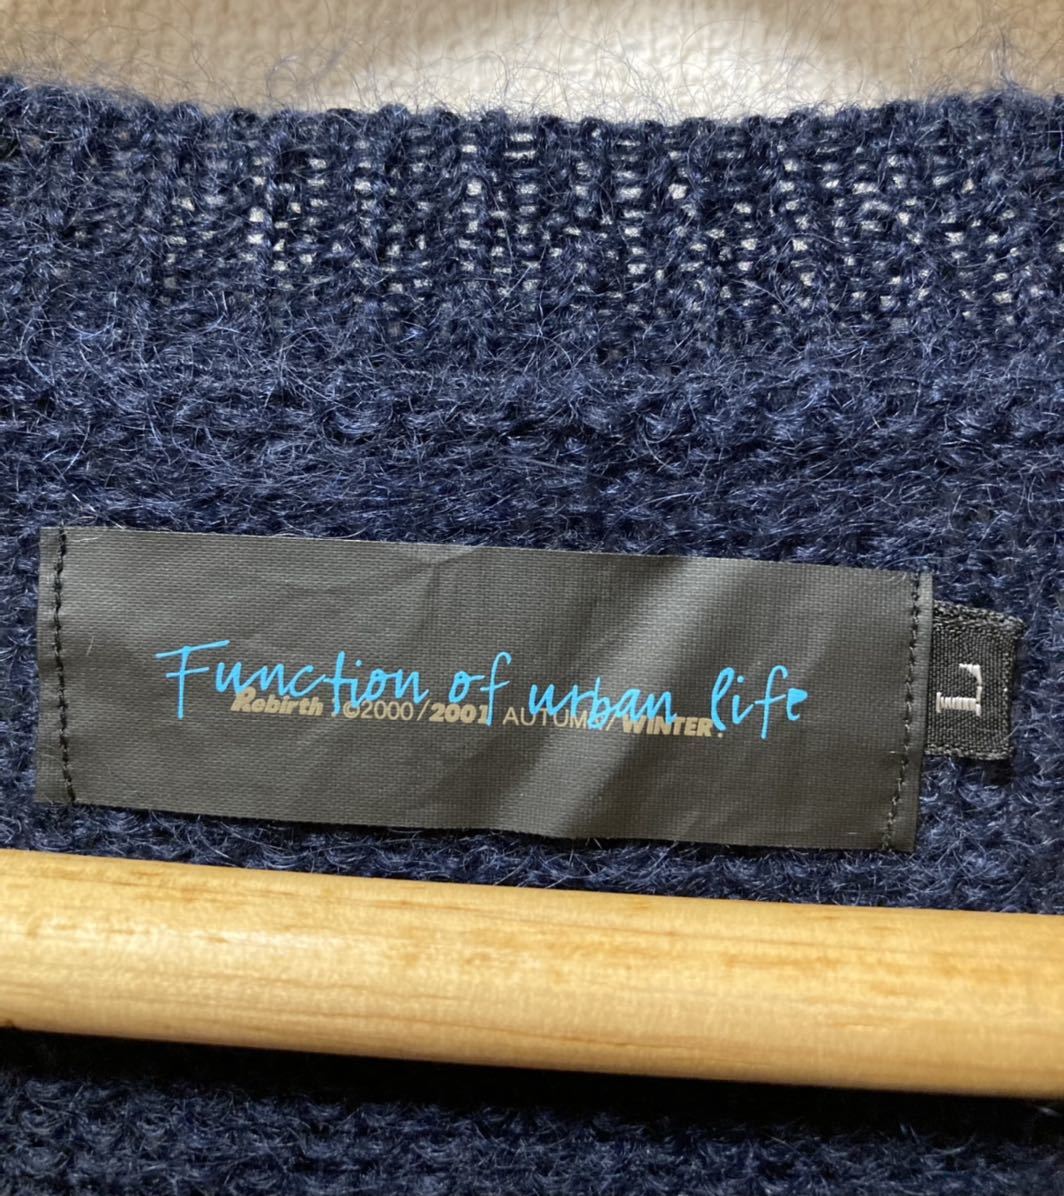 Function of urban life
Rebirth ©2000/2001 AUTUMN/WINTER.
L